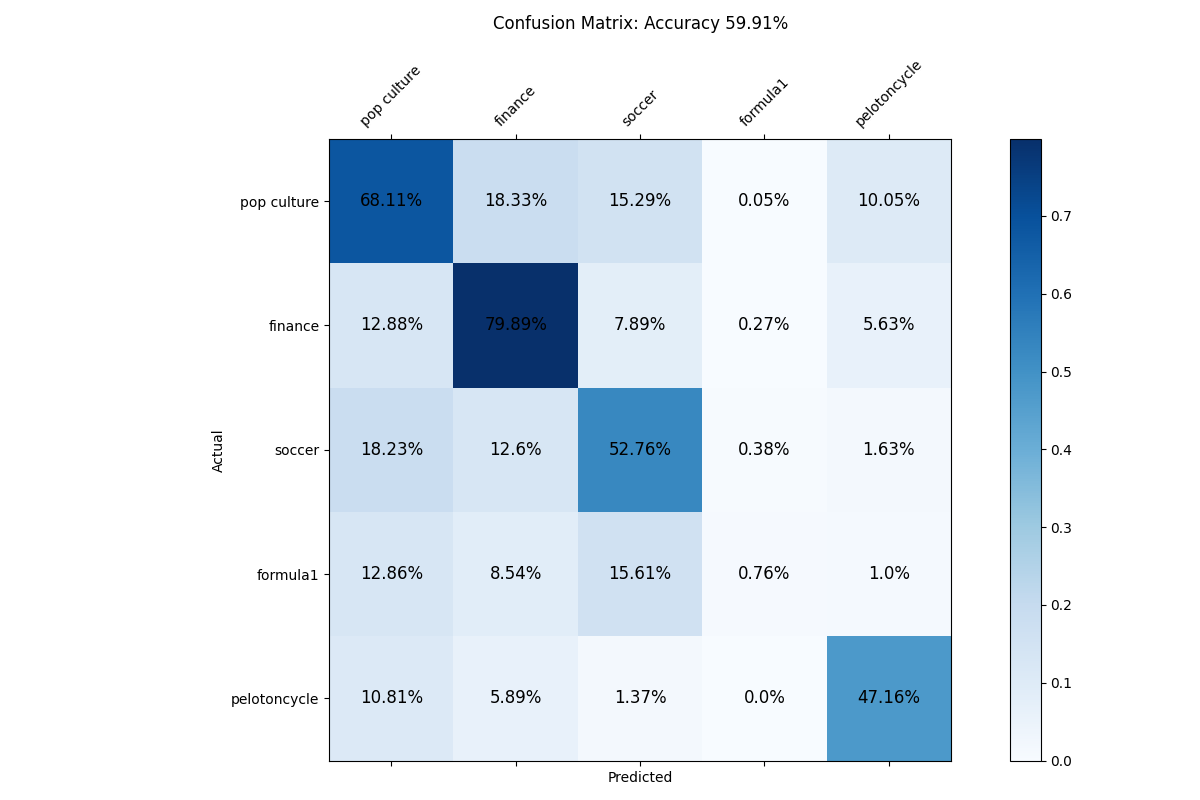 Confusion Matrix: Accuracy 59.91%
pop culture finance soccer formula1 pelotoncycle
pop culture 68.11% 18.33% 15.29% 0.05% 10.05%
finance 12.88% 79.89% 7.89% 0.27% 5.63%
soccer 18.23% 12.6% 52.76% 0.38% 1.63%
formula1 12.86% 8.54% 15.61% 0.76% 1.0%
pelotoncycle 10.81% 5.89% 1.37% 0.0% 47.16%
Actual
Predicted
0.7
0.6
0.5
0.4
0.3
0.2
0.1
0.0